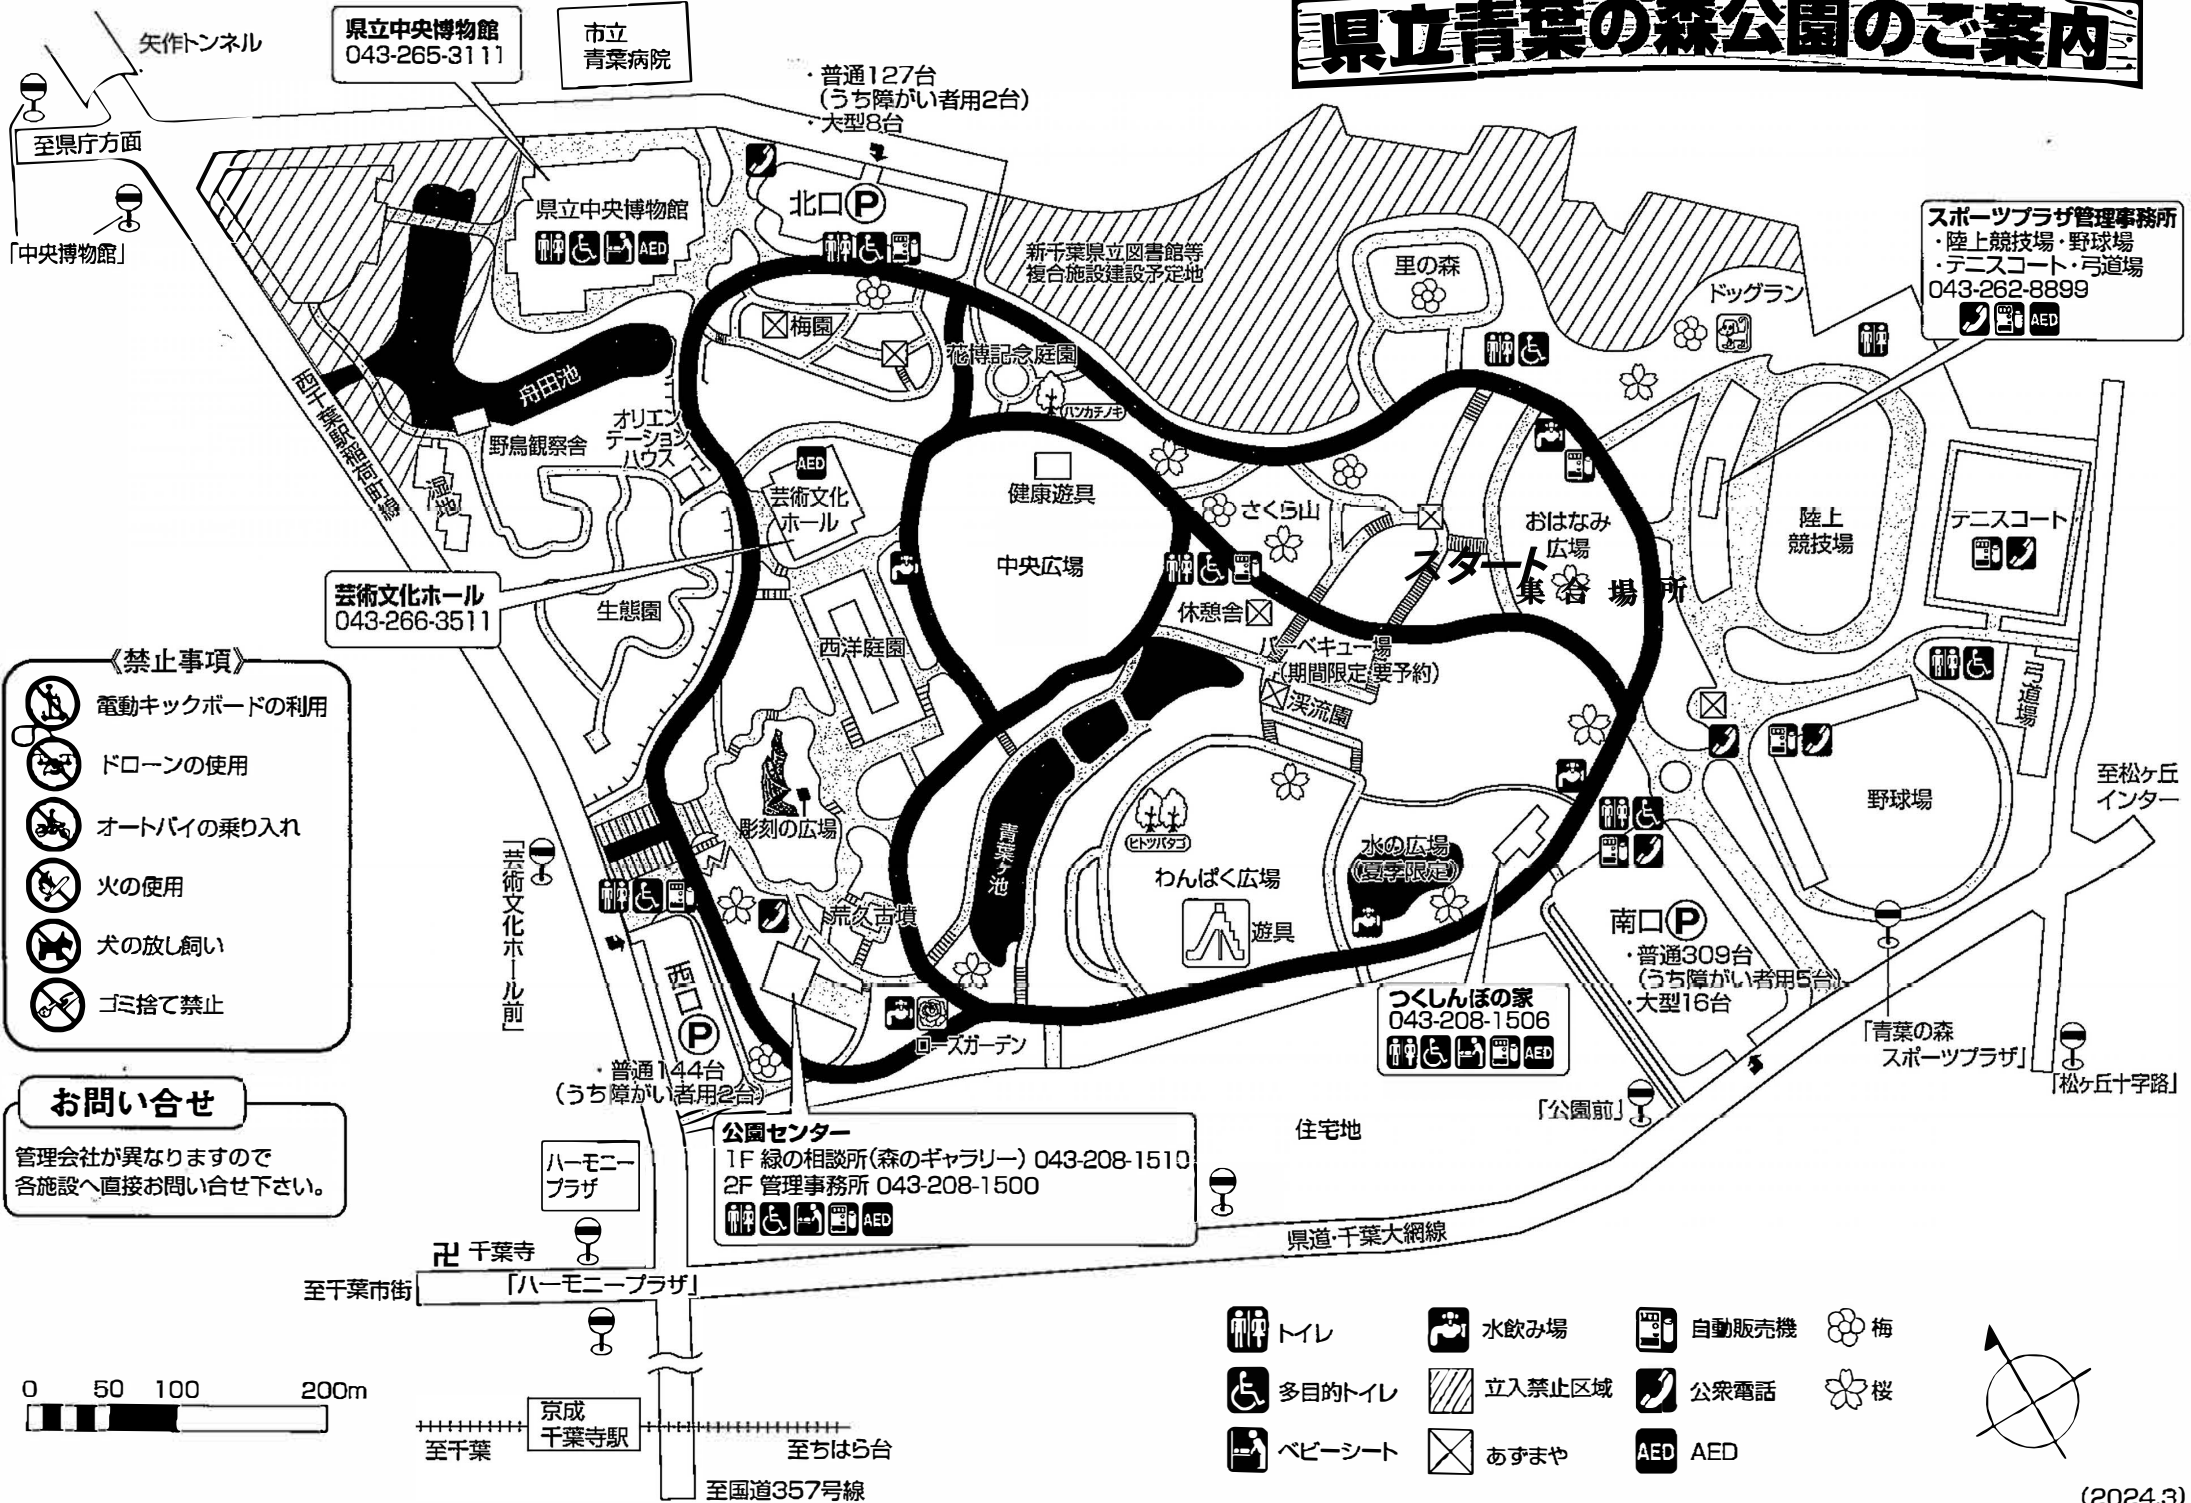 県立青葉の森公園のご案内
矢作トンネル
県立中央博物館
043-265-3111
市立
青葉病院
・普通127台
(うち障がい者用2台)
・大型8台
至県庁方面
「中央博物館」
県立中央博物館
AED
北口 P
新千葉県立図書館等
複合施設建設予定地
里の森
ドッグラン
スポーツプラザ管理事務所
・陸上競技場・野球場
・テニスコート・弓道場
043-262-8899
AED
梅園
花博記念庭園
ハンカチノキ
舟田池
オリエン
テーション
ハウス
野鳥観察舎
湿地
AED
芸術文化
ホール
健康遊具
さくら山
おはなみ
広場
陸上
競技場
テニスコート
中央広場
スタート
集合場所
芸術文化ホール
043-266-3511
生態園
西洋庭園
休憩舎
バーベキュー場
(期間限定・要予約)
渓流園
弓道場
《禁止事項》
電動キックボードの利用
ドローンの使用
オートバイの乗り入れ
火の使用
犬の放し飼い
ゴミ捨て禁止
彫刻の広場
青葉ヶ池
ヒトツバタゴ
わんぱく広場
遊具
水の広場
(夏季限定)
野球場
至松ヶ丘
インター
「芸術文化ホール前」
荒久古墳
西口 P
・普通144台
(うち障がい者用2台)
ローズガーデン
つくしんぼの家
043-208-1506
AED
南口 P
・普通309台
(うち障がい者用5台)
・大型16台
「青葉の森
スポーツプラザ」
「松ヶ丘十字路」
「公園前」
住宅地
お問い合せ
管理会社が異なりますので
各施設へ直接お問い合せ下さい。
公園センター
1F 緑の相談所(森のギャラリー) 043-208-1510
2F 管理事務所 043-208-1500
AED
ハーモニー
プラザ
県道・千葉大網線
卍 千葉寺
至千葉市街
「ハーモニープラザ」
0 50 100 200m
京成
千葉寺駅
至千葉
至ちはら台
至国道357号線
トイレ
水飲み場
自動販売機
梅
多目的トイレ
立入禁止区域
公衆電話
桜
ベビーシート
あずまや
AED AED
(2024.3)